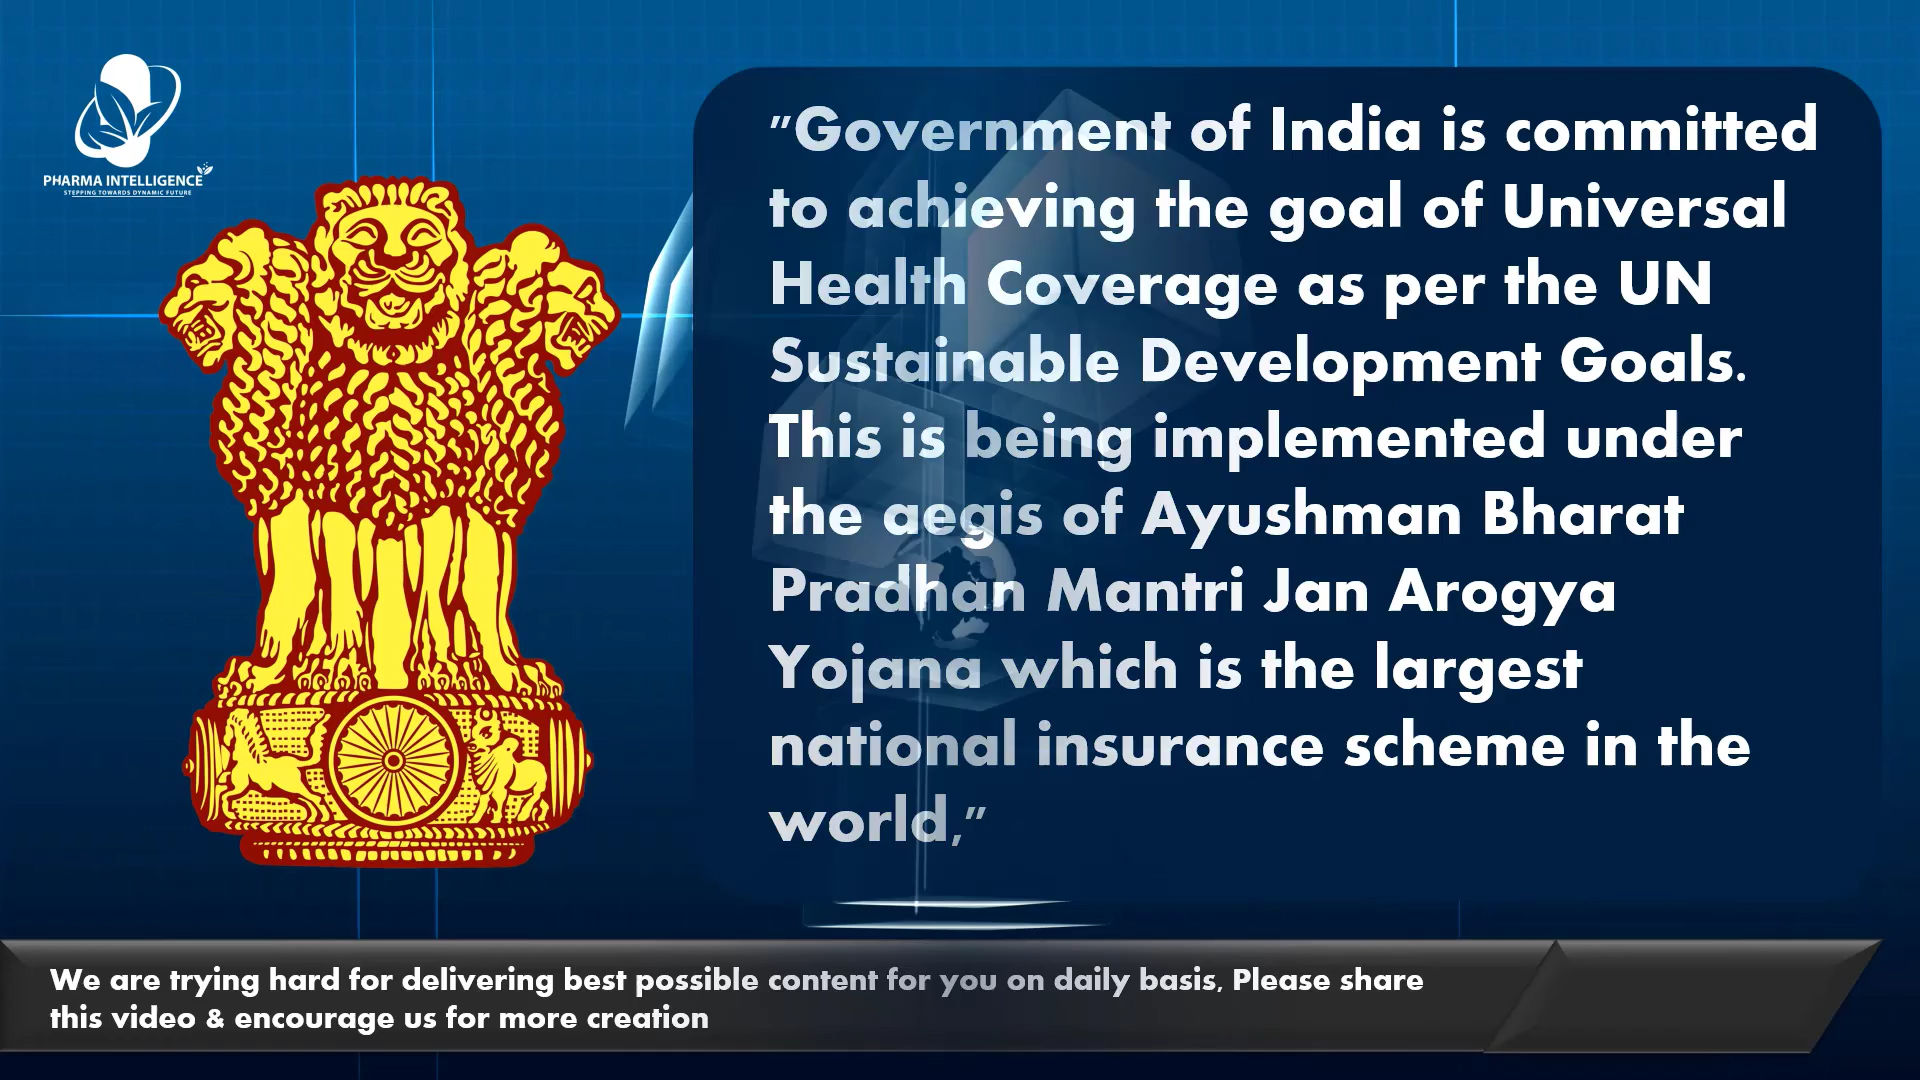 PHARMA INTELLIGENCE
STEPPING TOWARDS DYNAMIC FUTURE
"Government of India is committed
to achieving the goal of Universal
Health Coverage as per the UN
Sustainable Development Goals.
This is being implemented under
the aegis of Ayushman Bharat
Pradhan Mantri Jan Arogya
Yojana which is the largest
national insurance scheme in the
world,"
We are trying hard for delivering best possible content for you on daily basis, Please share
this video & encourage us for more creation